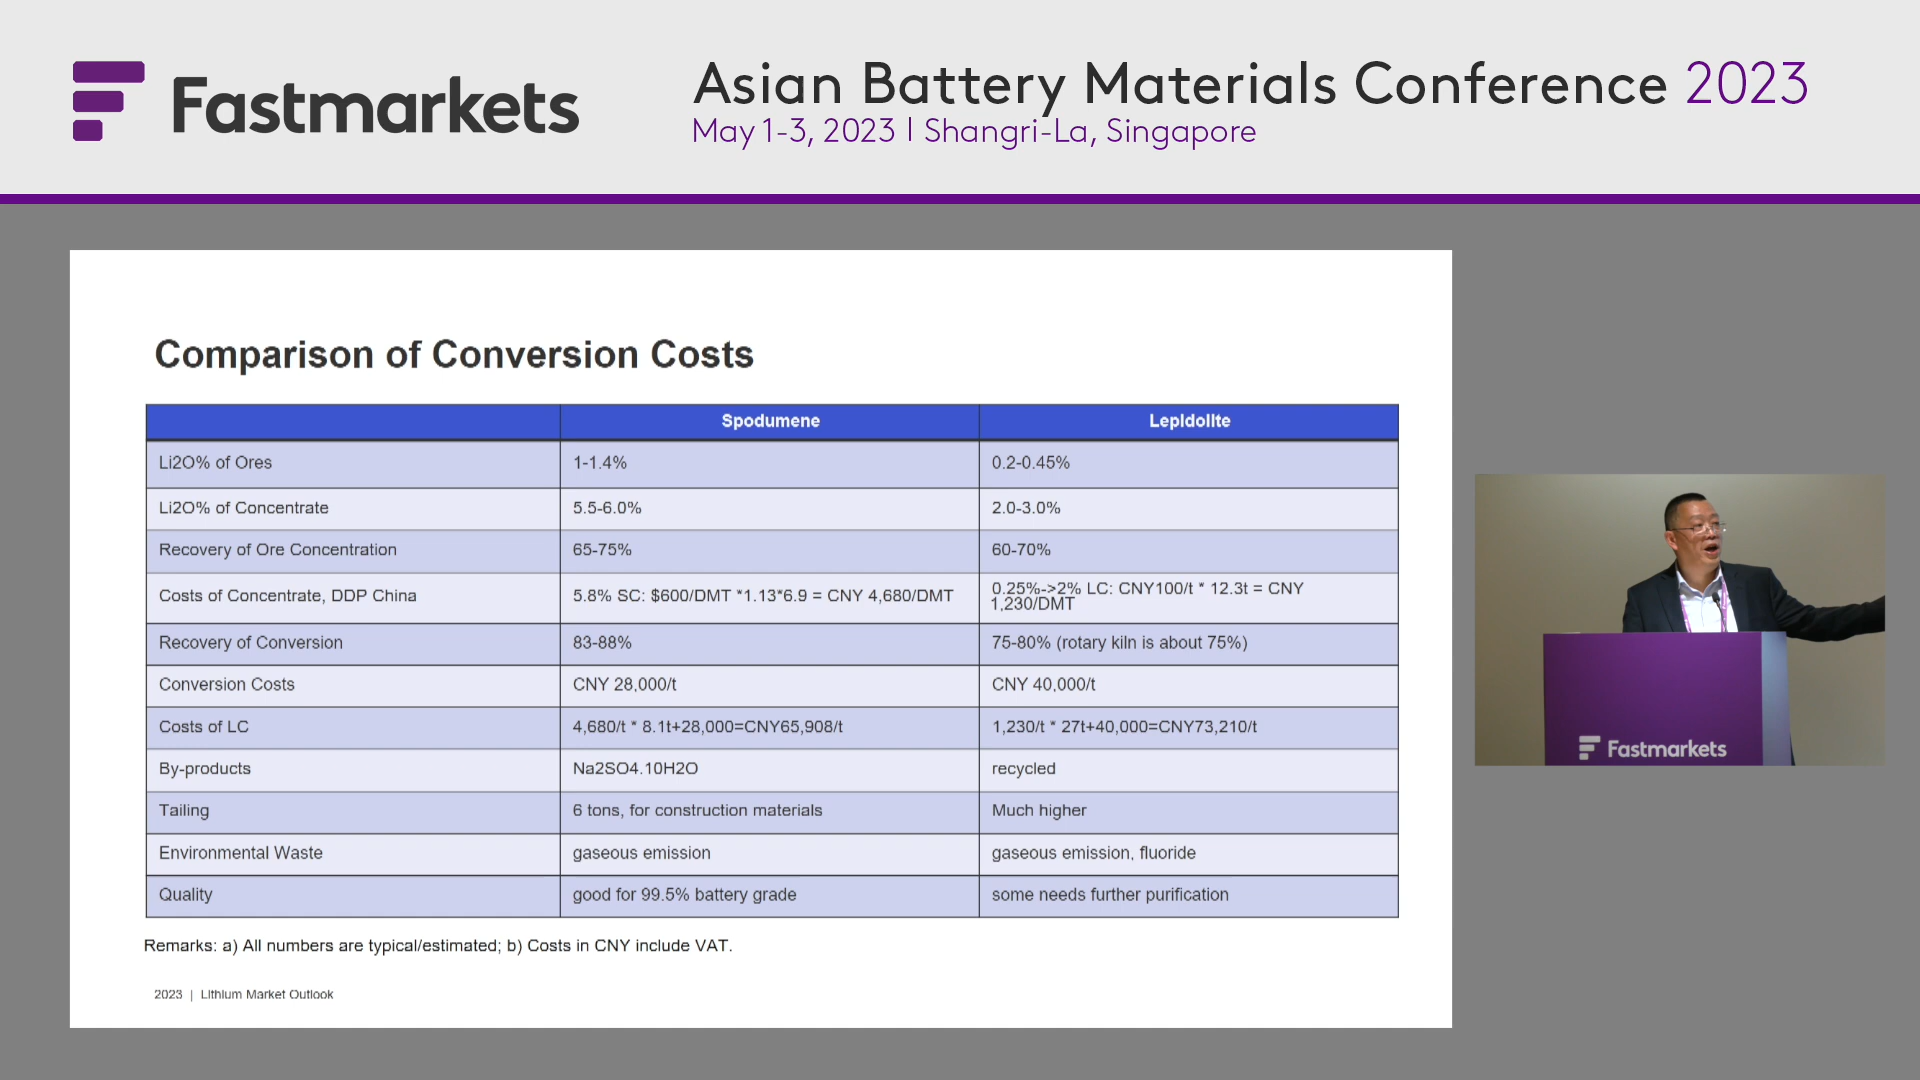 Fastmarkets
Asian Battery Materials Conference 2023
May 1-3, 2023 | Shangri-La, Singapore
Comparison of Conversion Costs
Spodumene Lepidolite
Li2O% of Ores 1-1.4% 0.2-0.45%
Li2O% of Concentrate 5.5-6.0% 2.0-3.0%
Recovery of Ore Concentration 65-75% 60-70%
Costs of Concentrate, DDP China 5.8% SC: $600/DMT *1.13*6.9 = CNY 4,680/DMT 0.25%->2% LC: CNY100/t * 12.3t = CNY
1,230/DMT
Recovery of Conversion 83-88% 75-80% (rotary kiln is about 75%)
Conversion Costs CNY 28,000/t CNY 40,000/t
Costs of LC 4,680/t * 8.1t+28,000=CNY65,908/t 1,230/t * 27t+40,000=CNY73,210/t
By-products Na2SO4.10H2O recycled
Tailing 6 tons, for construction materials Much higher
Environmental Waste gaseous emission gaseous emission, fluoride
Quality good for 99.5% battery grade some needs further purification
Remarks: a) All numbers are typical/estimated; b) Costs in CNY include VAT.
2023 | Lithium Market Outlook
Fastmarkets